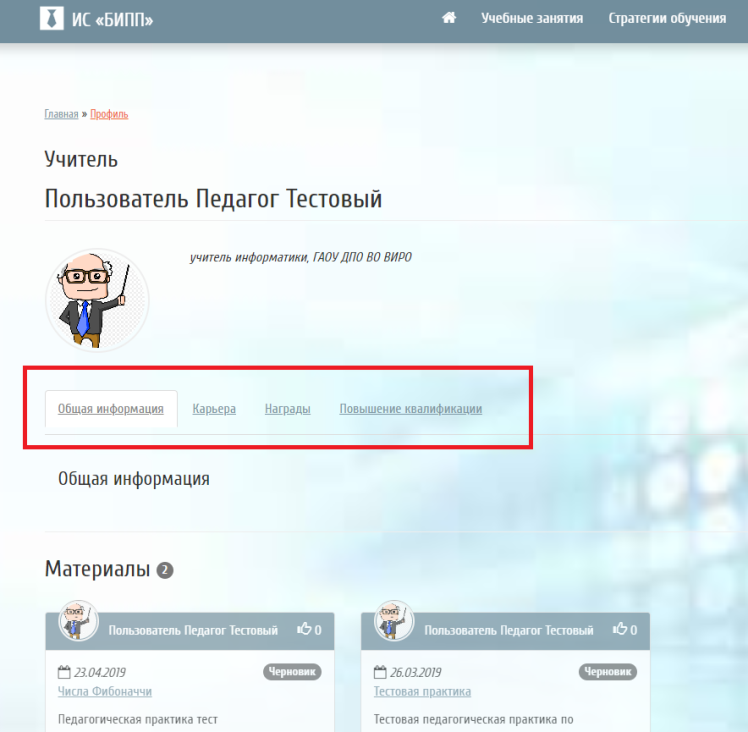 ИС «БИПП» Учебные занятия Стратегии обучения
Главная » Профиль
Учитель
Пользователь Педагог Тестовый
учитель информатики, ГАОУ ДПО ВО ВИРО
Общая информация Карьера Награды Повышение квалификации
Общая информация
Материалы 2
Пользователь Педагог Тестовый 0
23.04.2019 Черновик
Числа Фибоначчи
Педагогическая практика тест
Пользователь Педагог Тестовый 0
26.03.2019 Черновик
Тестовая практика
Тестовая педагогическая практика по